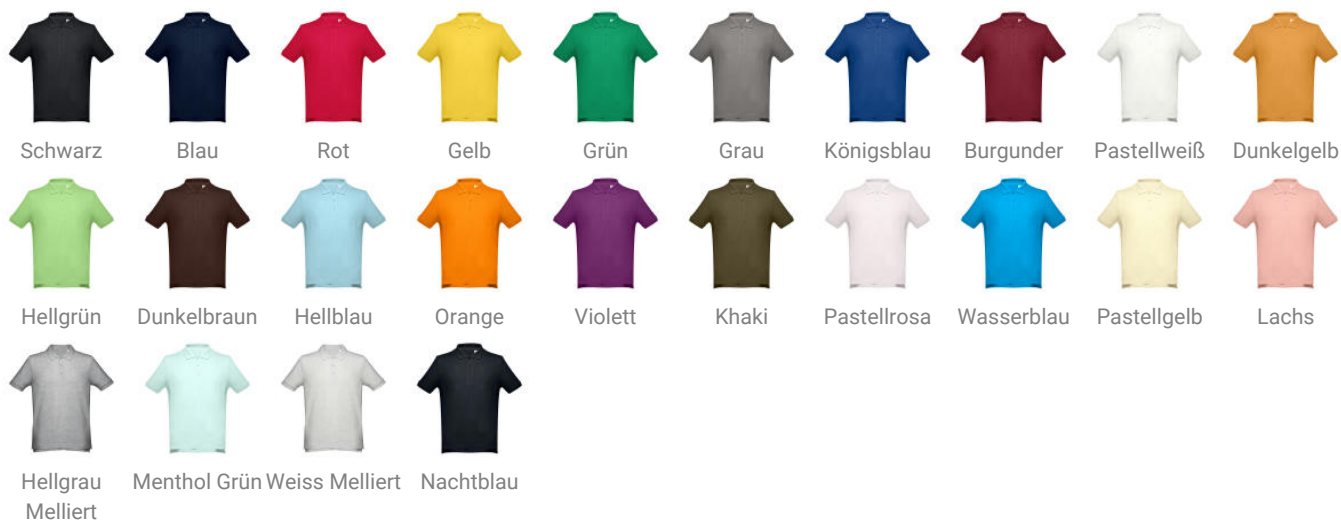 Schwarz Blau Rot Gelb Grün Grau Königsblau Burgunder Pastellweiß Dunkelgelb
Hellgrün Dunkelbraun Hellblau Orange Violett Khaki Pastellrosa Wasserblau Pastellgelb Lachs
Hellgrau Menthol Grün Weiss Melliert Nachtblau
Melliert